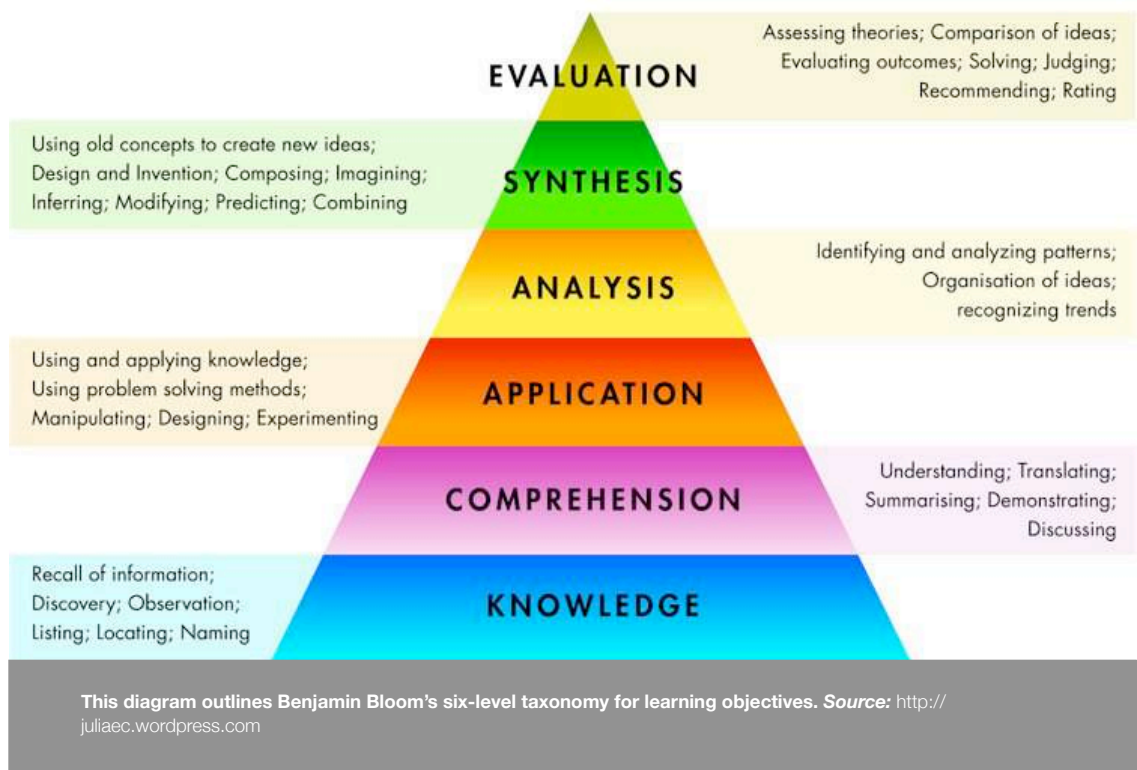 EVALUATION
Assessing theories; Comparison of ideas;
Evaluating outcomes; Solving; Judging;
Recommending; Rating
Using old concepts to create new ideas;
Design and Invention; Composing; Imagining;
Inferring; Modifying; Predicting; Combining
SYNTHESIS
ANALYSIS
Identifying and analyzing patterns;
Organisation of ideas;
recognizing trends
Using and applying knowledge;
Using problem solving methods;
Manipulating; Designing; Experimenting
APPLICATION
COMPREHENSION
Understanding; Translating;
Summarising; Demonstrating;
Discussing
Recall of information;
Discovery; Observation;
Listing; Locating; Naming
KNOWLEDGE
This diagram outlines Benjamin Bloom’s six-level taxonomy for learning objectives. Source: http://
juliaec.wordpress.com